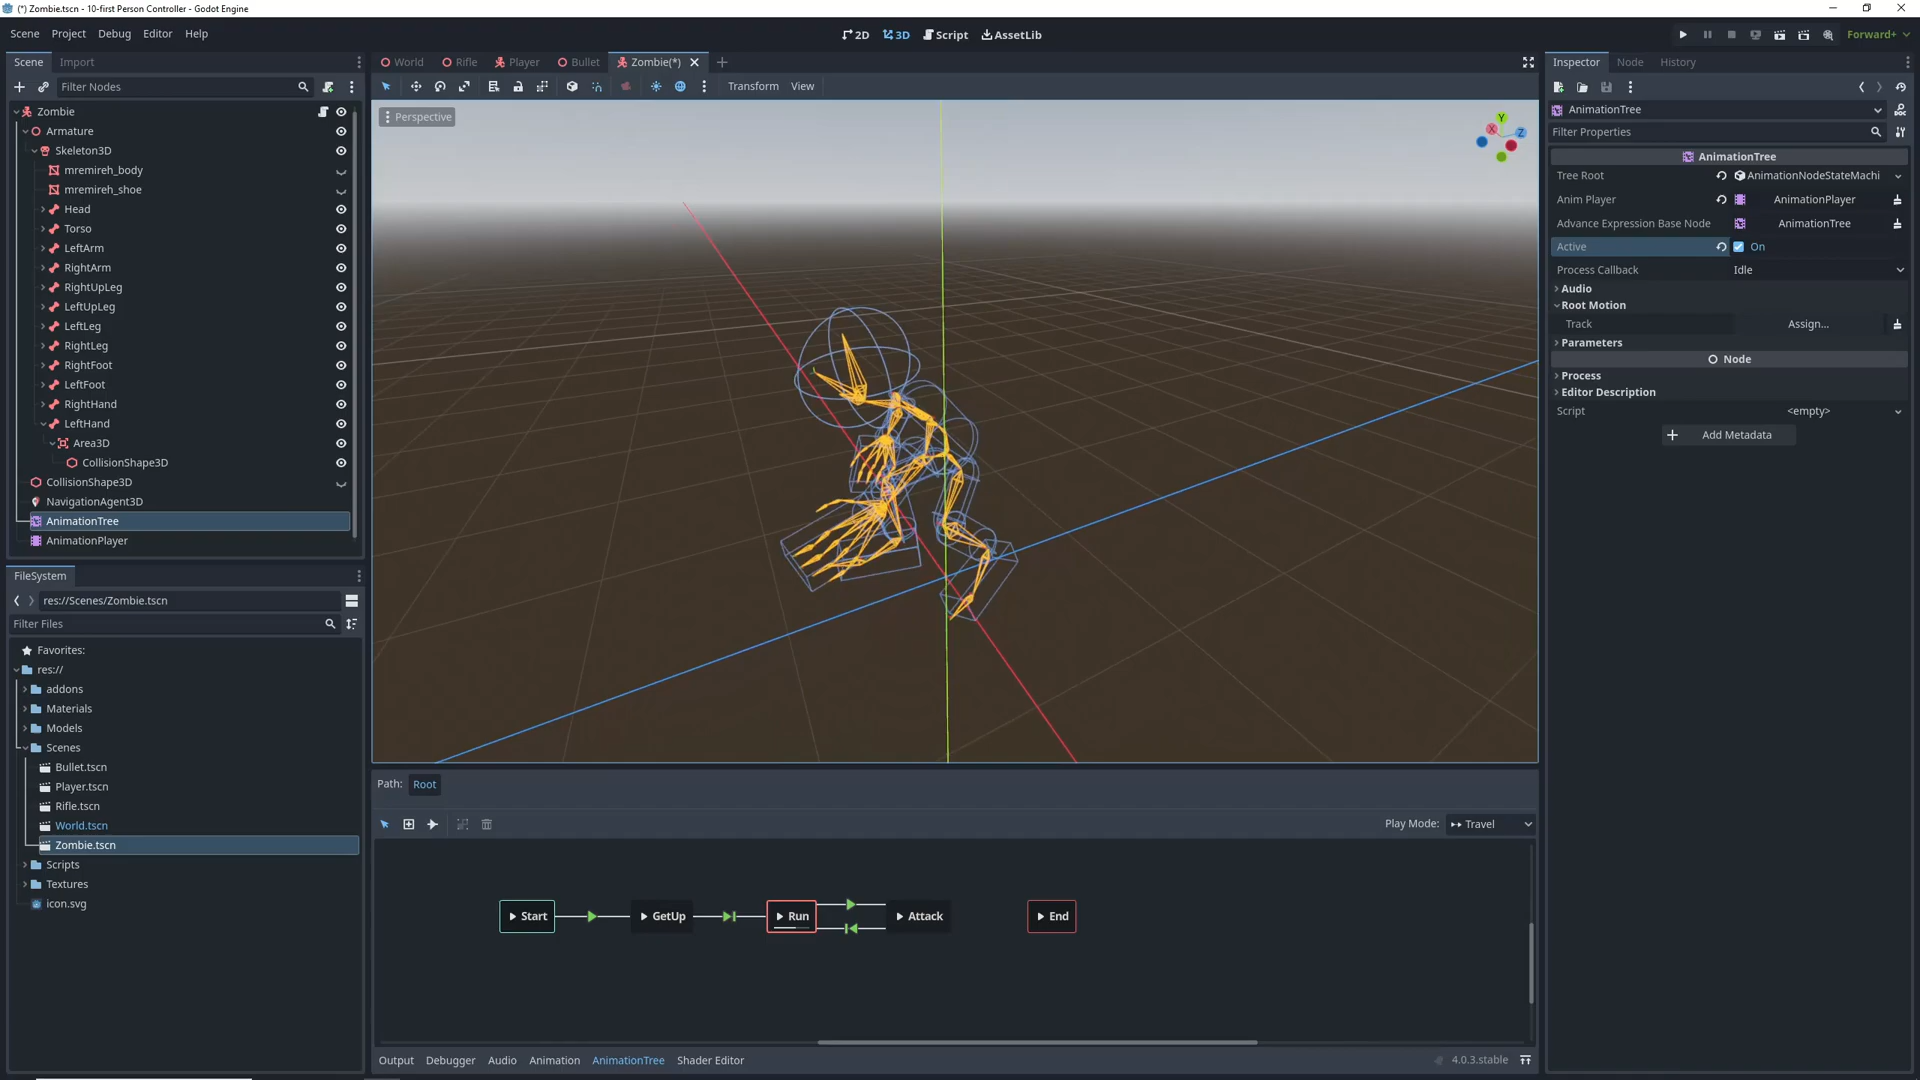 (*) Zombie.tscn - 10-first Person Controller - Godot Engine
Scene Project Debug Editor Help
2D 3D Script AssetLib
Forward+
Scene Import
Filter Nodes
Zombie
Armature
Skeleton3D
mremireh_body
mremireh_shoe
Head
Torso
LeftArm
RightArm
RightUpLeg
LeftUpLeg
LeftLeg
RightLeg
RightFoot
LeftFoot
RightHand
LeftHand
Area3D
CollisionShape3D
CollisionShape3D
NavigationAgent3D
AnimationTree
AnimationPlayer
FileSystem
res://Scenes/Zombie.tscn
Filter Files
Favorites:
res://
addons
Materials
Models
Scenes
Bullet.tscn
Player.tscn
Rifle.tscn
World.tscn
Zombie.tscn
Scripts
Textures
icon.svg
World Rifle Player Bullet Zombie(*)
Transform View
Perspective
Y
X
Z
Path: Root
Play Mode: Travel
Start GetUp Run Attack End
Output Debugger Audio Animation AnimationTree Shader Editor
4.0.3.stable
Inspector Node History
AnimationTree
DOC
Filter Properties
AnimationTree
Tree Root AnimationNodeStateMachi
Anim Player AnimationPlayer
Advance Expression Base Node AnimationTree
Active On
Process Callback Idle
Audio
Root Motion
Track Assign...
Parameters
Node
Process
Editor Description
Script <empty>
Add Metadata